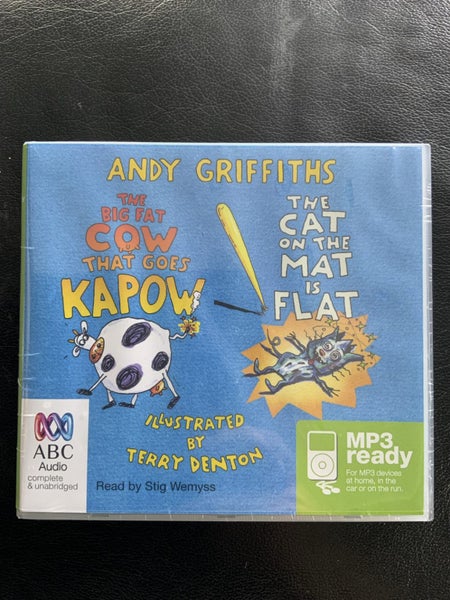 ANDY GRIFFITHS
THE
BIG FAT
COW
THAT GOES
KAPOW
THE
CAT
ON THE
MAT
IS
FLAT
ILLUSTRATED
BY
TERRY DENTON
ABC
Audio
complete
& unabridged
Read by Stig Wemyss
MP3
ready
For MP3 devices
at home, in the
car or on the run.